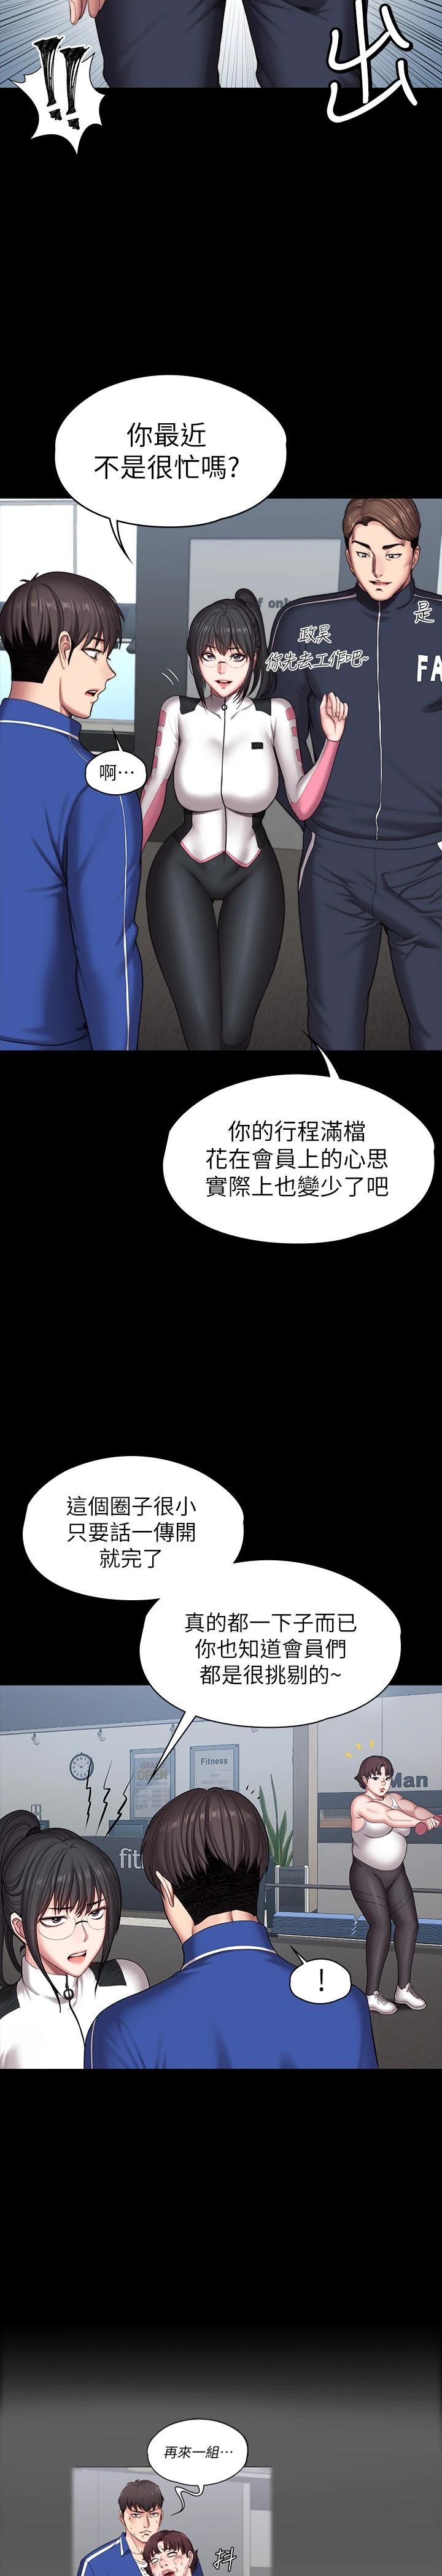 出
!!
你最近
不是很忙嗎?
f only
政昊
你先去工作吧~
是
FA
啊…
你的行程滿檔
花在會員上的心思
實際上也變少了吧
這個圈子很小
只要話一傳開
就完了
真的都一下子而已
你也知道會員們
都是很挑剔的~
OPEN
Fitness
Man
fit
!
再來一組…
抖